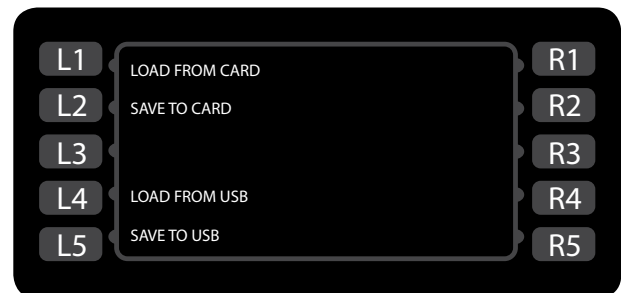 L1 LOAD FROM CARD R1
L2 SAVE TO CARD R2
L3 R3
L4 LOAD FROM USB R4
L5 SAVE TO USB R5